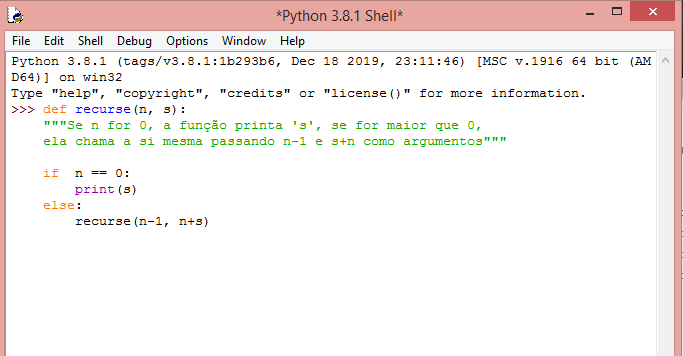 *Python 3.8.1 Shell*
File Edit Shell Debug Options Window Help
Python 3.8.1 (tags/v3.8.1:1b293b6, Dec 18 2019, 23:11:46) [MSC v.1916 64 bit (AM
D64)] on win32
Type "help", "copyright", "credits" or "license()" for more information.
>>> def recurse(n, s):
    """Se n for 0, a função printa 's', se for maior que 0,
    ela chama a si mesma passando n-1 e s+n como argumentos"""
    if  n == 0:
        print(s)
    else:
        recurse(n-1, n+s)